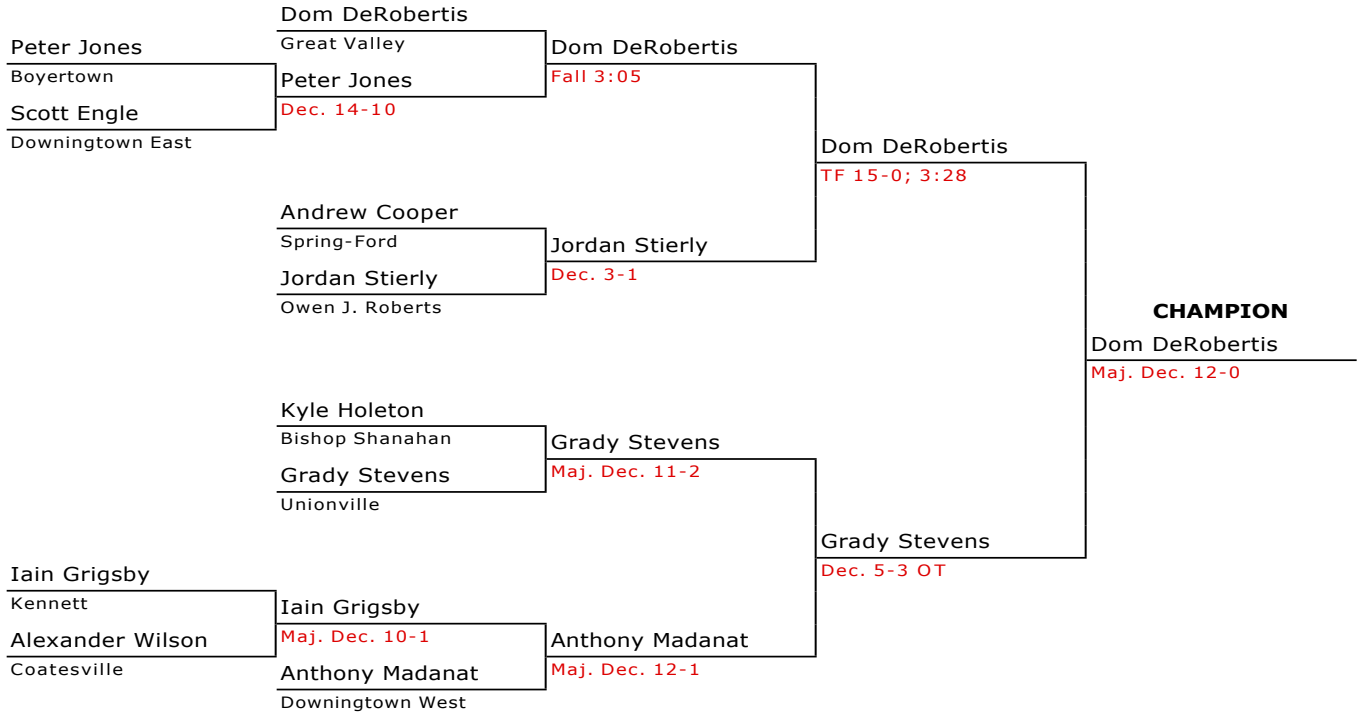 Dom DeRobertis
Great Valley
Peter Jones
Boyertown
Scott Engle
Downingtown East
Peter Jones
Dec. 14-10
Dom DeRobertis
Fall 3:05
Dom DeRobertis
TF 15-0; 3:28
Andrew Cooper
Spring-Ford
Jordan Stierly
Owen J. Roberts
Jordan Stierly
Dec. 3-1
CHAMPION
Dom DeRobertis
Maj. Dec. 12-0
Kyle Holeton
Bishop Shanahan
Grady Stevens
Unionville
Grady Stevens
Maj. Dec. 11-2
Grady Stevens
Dec. 5-3 OT
Iain Grigsby
Kennett
Alexander Wilson
Coatesville
Iain Grigsby
Maj. Dec. 10-1
Anthony Madanat
Downingtown West
Anthony Madanat
Maj. Dec. 12-1